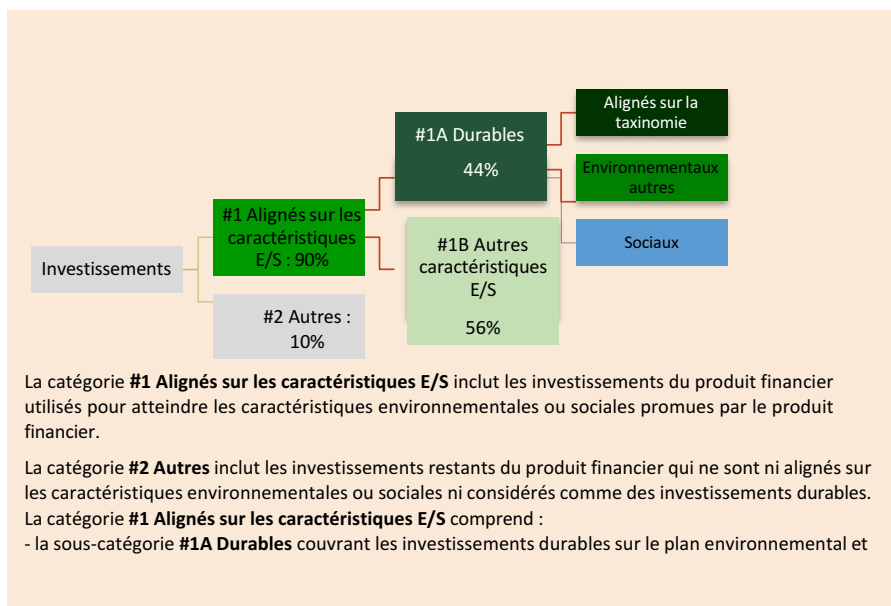 Investissements
#1 Alignés sur les
caractéristiques
E/S : 90%
#2 Autres :
10%
#1A Durables
44%
#1B Autres
caractéristiques
E/S
56%
Alignés sur la
taxinomie
Environnementaux
autres
Sociaux
La catégorie #1 Alignés sur les caractéristiques E/S inclut les investissements du produit financier
utilisés pour atteindre les caractéristiques environnementales ou sociales promues par le produit
financier.
La catégorie #2 Autres inclut les investissements restants du produit financier qui ne sont ni alignés sur
les caractéristiques environnementales ou sociales ni considérés comme des investissements durables.
La catégorie #1 Alignés sur les caractéristiques E/S comprend :
- la sous-catégorie #1A Durables couvrant les investissements durables sur le plan environnemental et